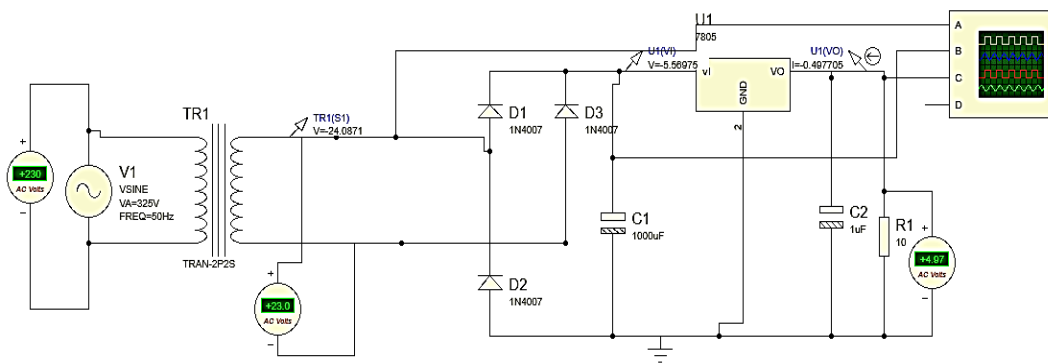 U1
7805
U1(VI)
V=-5.56975
U1(VO)
I=-0.497705
VI
VO
GND
2
A
B
C
D
TR1
TRAN-2P2S
TR1(S1)
V=-24.0871
D1
1N4007
D3
1N4007
D2
1N4007
+
+230
AC Volts
−
V1
VSINE
VA=325V
FREQ=50Hz
+
+23.0
AC Volts
−
C1
1000uF
C2
1uF
R1
10
+
+4.97
AC Volts
−